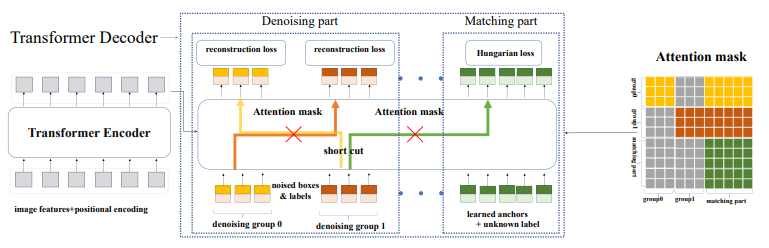 Denoising part
Matching part
Transformer Decoder
reconstruction loss
reconstruction loss
Hungarian loss
Attention mask
Attention mask
Attention mask
Transformer Encoder
short cut
noised boxes
& labels
image features+positional encoding
denoising group 0
denoising group 1
learned anchors
+ unknown label
matching part
group0
group1
matching part